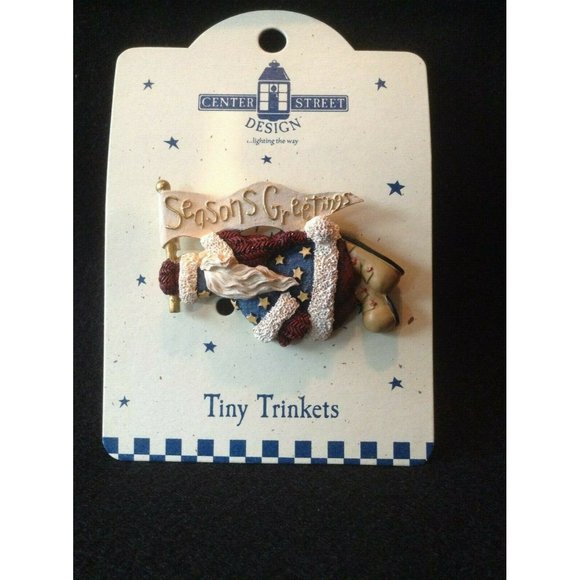 CENTER STREET
DESIGN
...lighting the way
Seasons Greetings
Tiny Trinkets